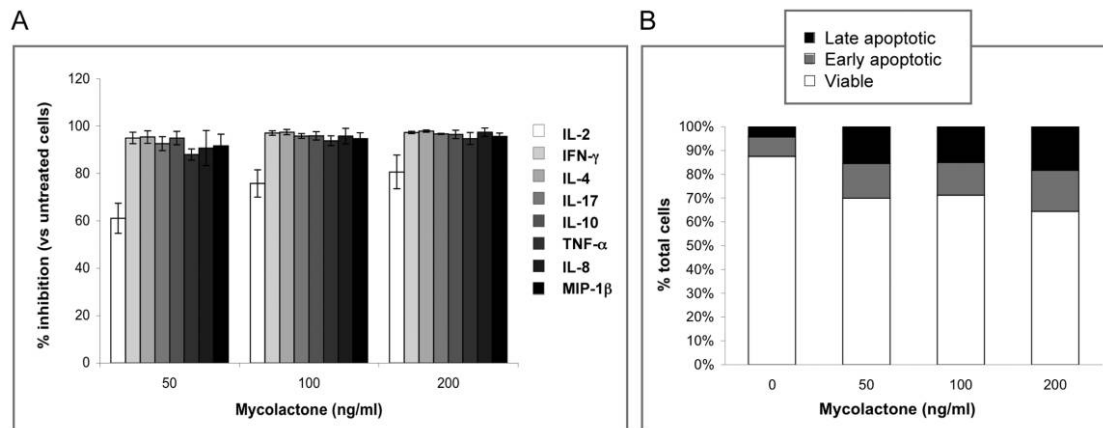 A
120
100
80
60
40
20
0
% inhibition (vs untreated cells)
50 100 200
Mycolactone (ng/ml)
IL-2
IFN-γ
IL-4
IL-17
IL-10
TNF-α
IL-8
MIP-1β
B
Late apoptotic
Early apoptotic
Viable
100%
90%
80%
70%
60%
50%
40%
30%
20%
10%
0%
% total cells
0 50 100 200
Mycolactone (ng/ml)